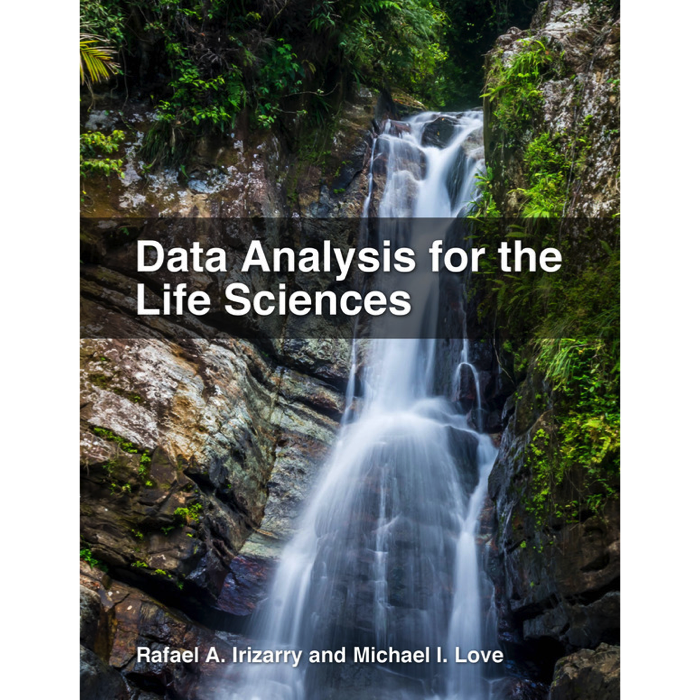 Data Analysis for the
Life Sciences
Rafael A. Irizarry and Michael I. Love